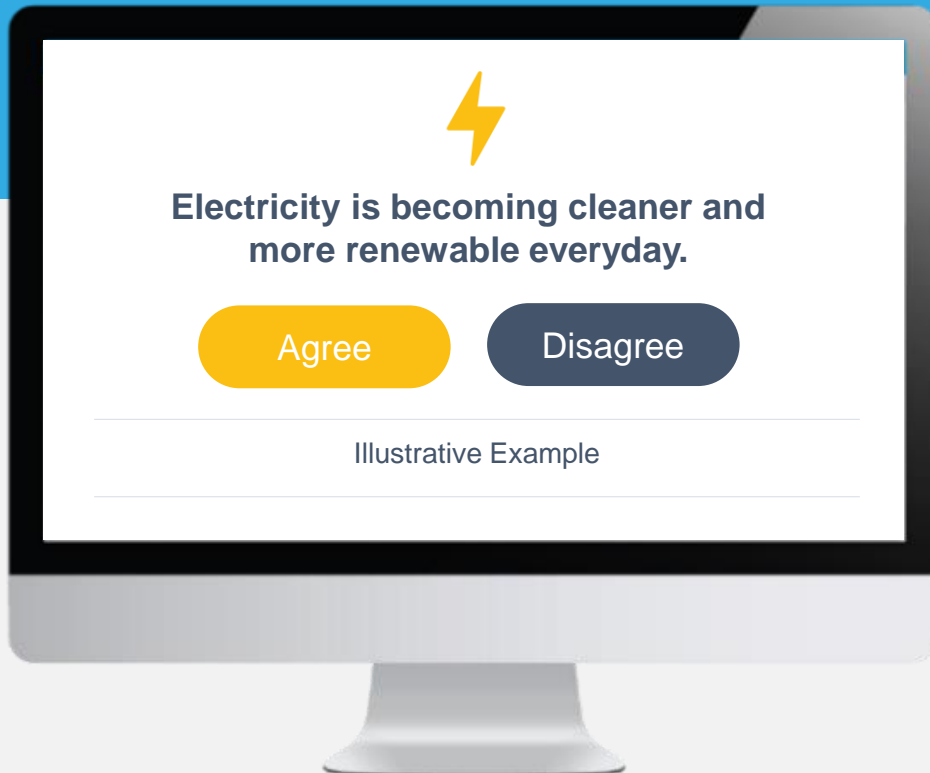 Electricity is becoming cleaner and
more renewable everyday.
Agree
Disagree
Illustrative Example